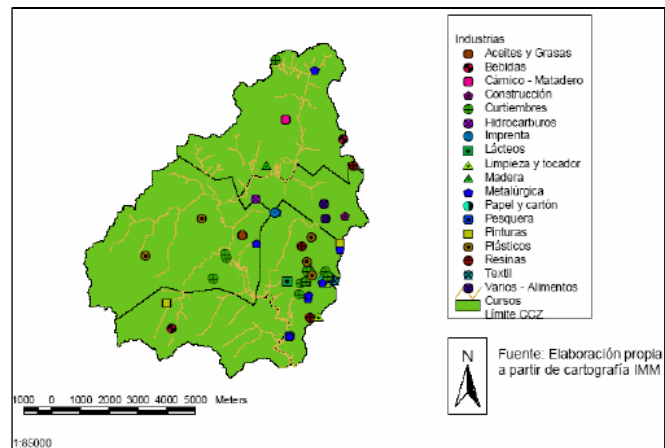 Industrias
Aceites y Grasas
Bebidas
Cárnico - Matadero
Construcción
Curtiembres
Hidrocarburos
Imprenta
Lácteos
Limpieza y tocador
Madera
Metalúrgica
Papel y cartón
Pesquera
Pinturas
Plásticos
Resinas
Textil
Varios - Alimentos
Cursos
Límite CCZ
N
Fuente: Elaboración propia
a partir de cartografía IMM
1000 0 1000 2000 3000 4000 5000 Meters
1:85000